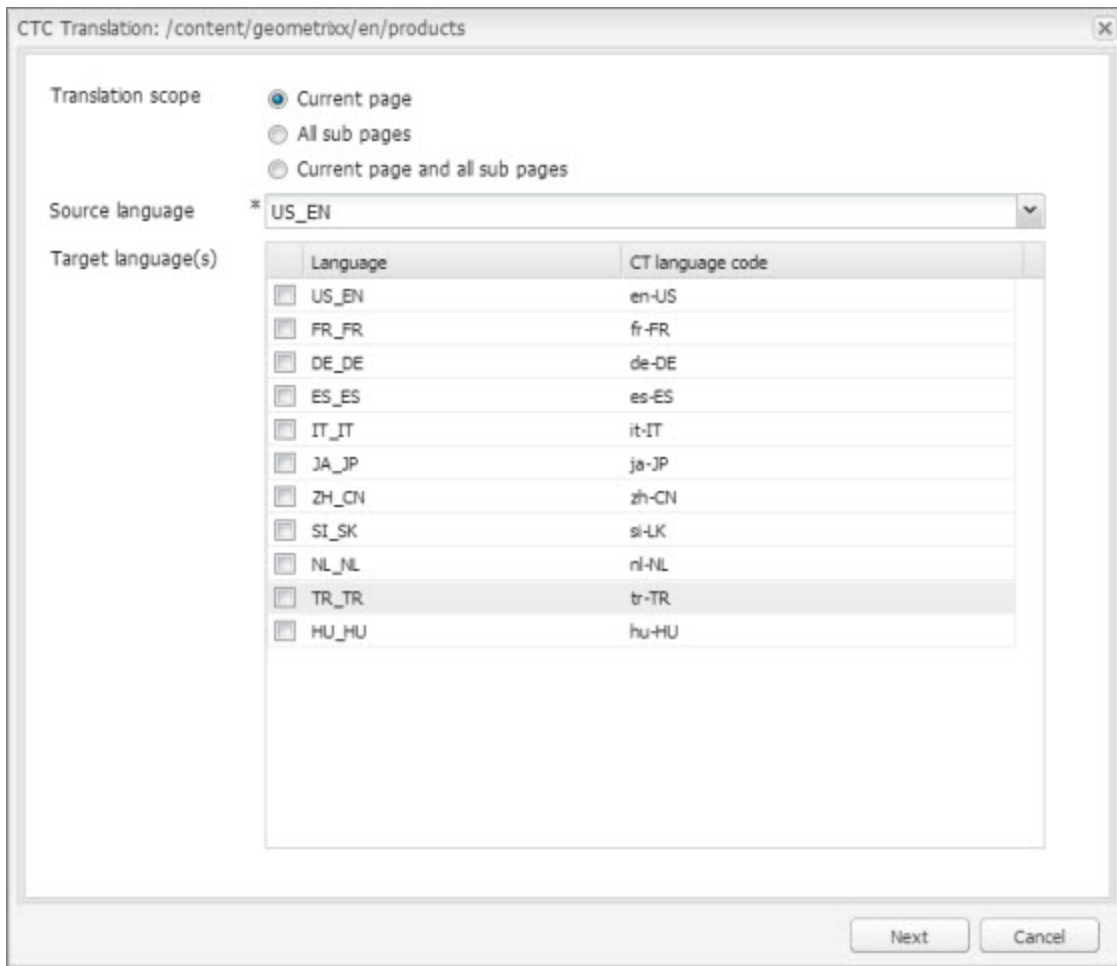 CTC Translation: /content/geometrixx/en/products
Translation scope
Current page
All sub pages
Current page and all sub pages
Source language * US_EN
Target language(s)
Language CT language code
US_EN en-US
FR_FR fr-FR
DE_DE de-DE
ES_ES es-ES
IT_IT it-IT
JA_JP ja-JP
ZH_CN zh-CN
SI_SK si-LK
NL_NL nl-NL
TR_TR tr-TR
HU_HU hu-HU
Next Cancel